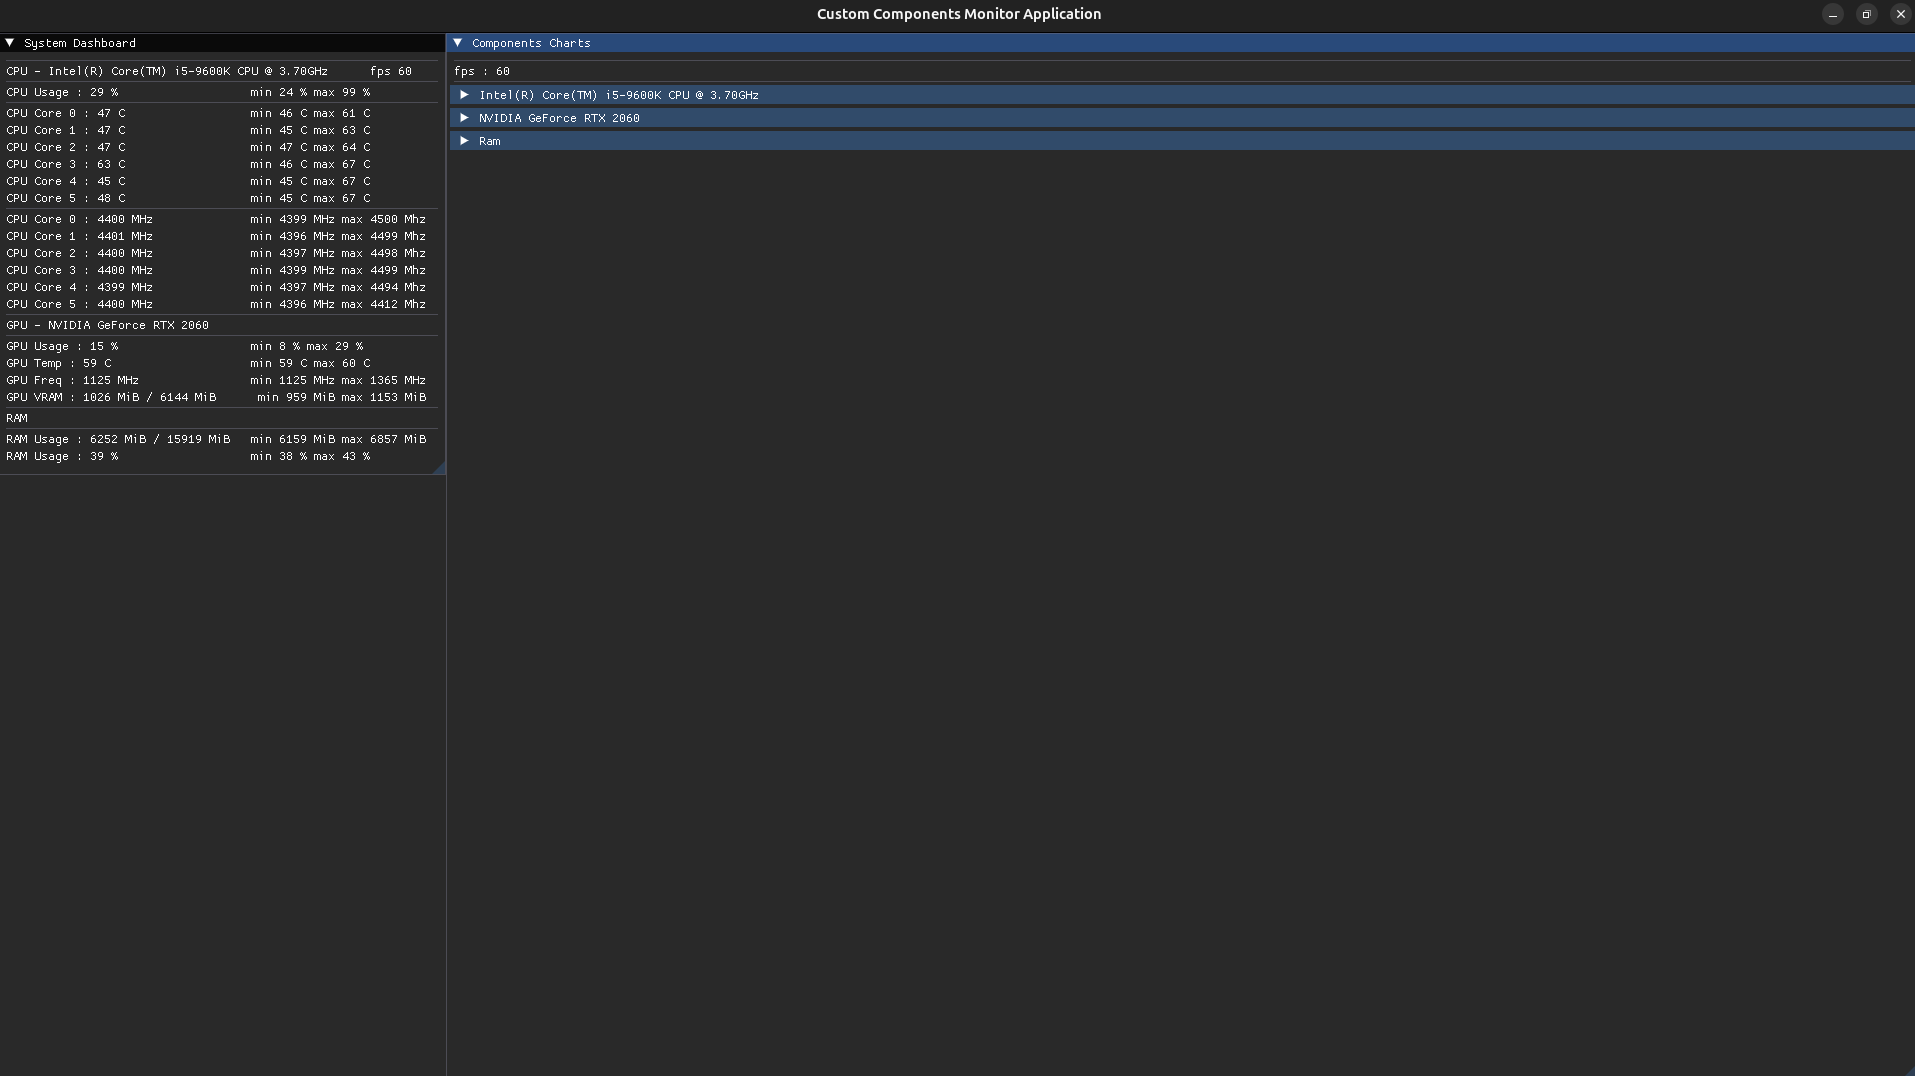 Custom Components Monitor Application
System Dashboard
CPU - Intel(R) Core(TM) i5-9600K CPU @ 3.70GHz fps 60
CPU Usage : 29 % min 24 % max 99 %
CPU Core 0 : 47 C min 46 C max 61 C
CPU Core 1 : 47 C min 45 C max 63 C
CPU Core 2 : 47 C min 47 C max 64 C
CPU Core 3 : 63 C min 46 C max 67 C
CPU Core 4 : 45 C min 45 C max 67 C
CPU Core 5 : 48 C min 45 C max 67 C
CPU Core 0 : 4400 MHz min 4399 MHz max 4500 Mhz
CPU Core 1 : 4401 MHz min 4396 MHz max 4499 Mhz
CPU Core 2 : 4400 MHz min 4397 MHz max 4498 Mhz
CPU Core 3 : 4400 MHz min 4399 MHz max 4499 Mhz
CPU Core 4 : 4399 MHz min 4397 MHz max 4494 Mhz
CPU Core 5 : 4400 MHz min 4396 MHz max 4412 Mhz
GPU - NVIDIA GeForce RTX 2060
GPU Usage : 15 % min 8 % max 29 %
GPU Temp : 59 C min 59 C max 60 C
GPU Freq : 1125 MHz min 1125 MHz max 1365 MHz
GPU VRAM : 1026 MiB / 6144 MiB min 959 MiB max 1153 MiB
RAM
RAM Usage : 6252 MiB / 15919 MiB min 6159 MiB max 6857 MiB
RAM Usage : 39 % min 38 % max 43 %
Components Charts
fps : 60
Intel(R) Core(TM) i5-9600K CPU @ 3.70GHz
NVIDIA GeForce RTX 2060
Ram